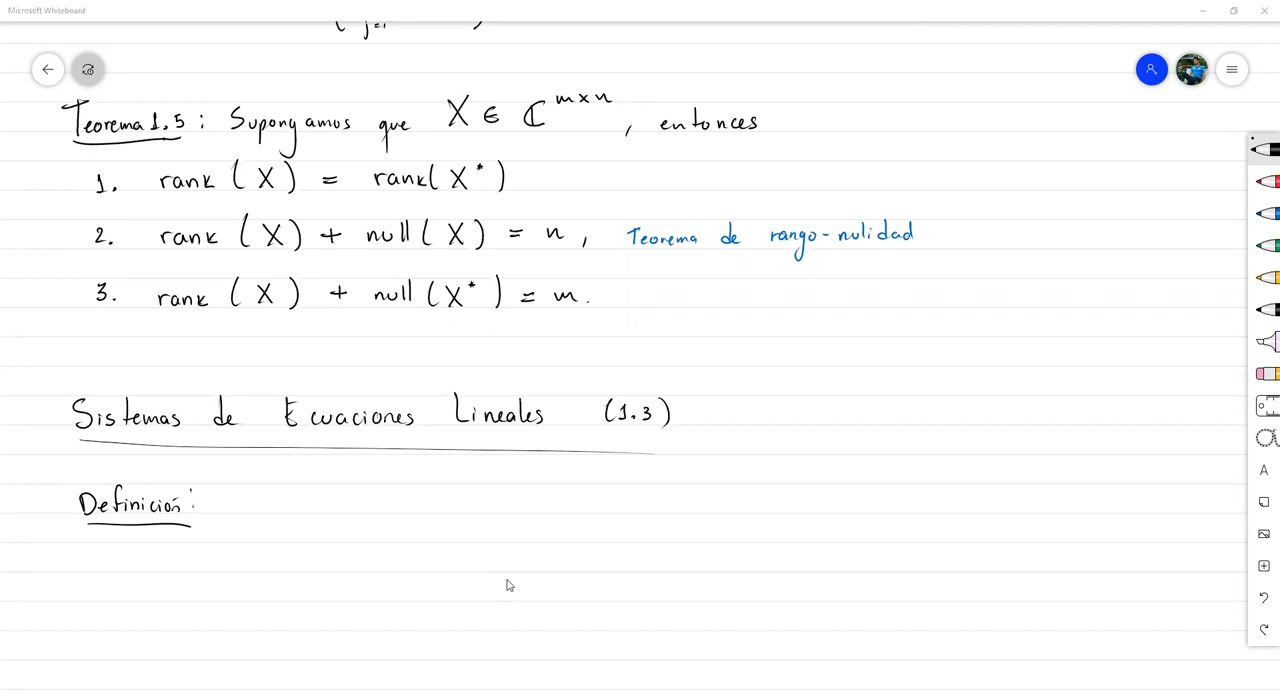 Microsoft Whiteboard
Teorema 1.5 : Supongamos que X ∈ ℂ^{m×n}, entonces
1. rank (X) = rank(X*)
2. rank (X) + null(X) = n, Teorema de rango-nulidad
3. rank (X) + null(X*) = m.
Sistemas de Ecuaciones Lineales (1.3)
Definición: